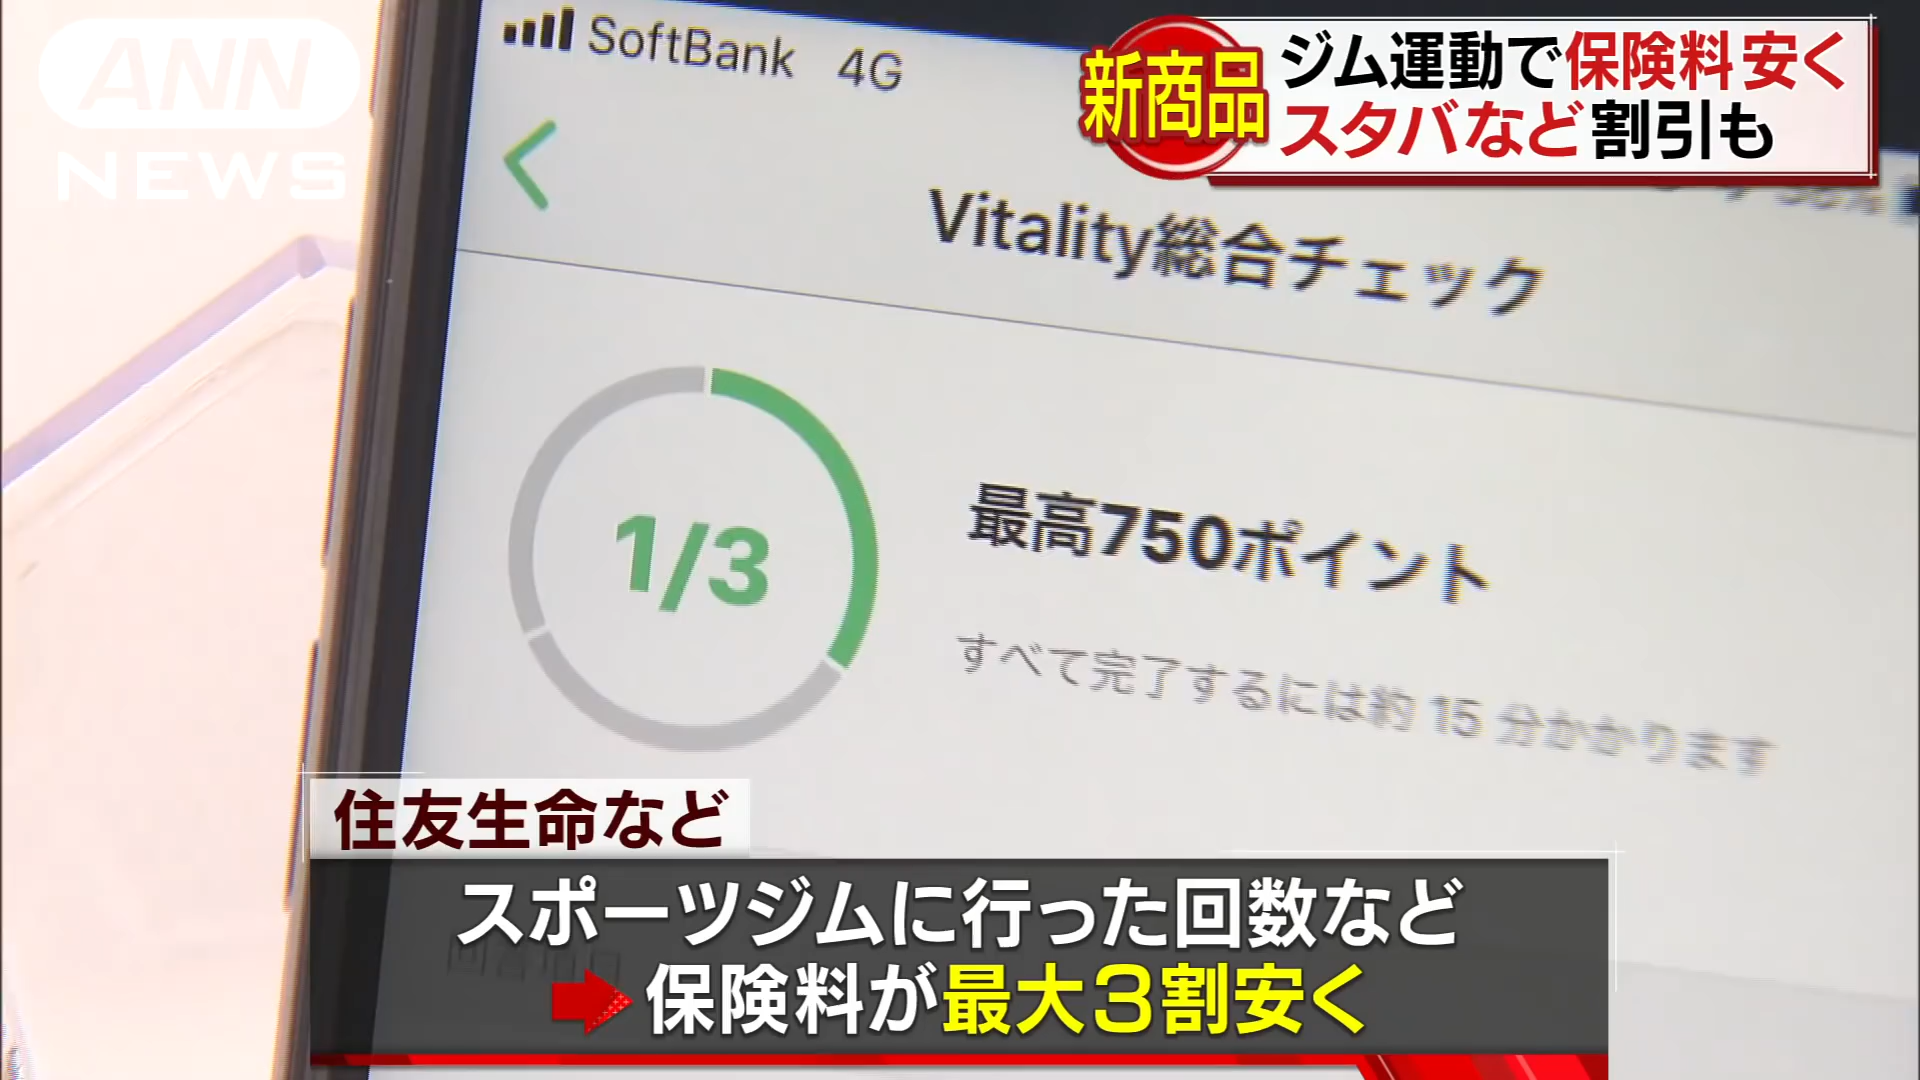 ANN
NEWS
SoftBank 4G
新商品
ジム運動で保険料安く
スタバなど割引も
Vitality総合チェック
1/3
最高750ポイント
すべて完了するには約 15 分かかります
住友生命など
スポーツジムに行った回数など
保険料が最大3割安く